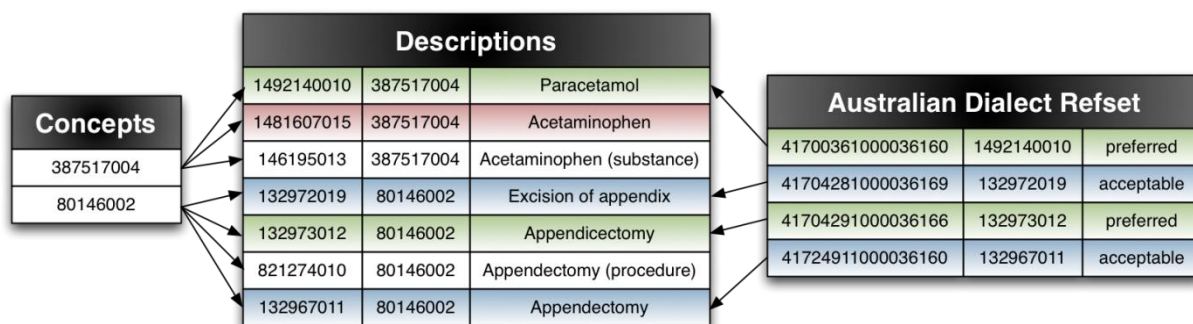 Descriptions
1492140010 387517004 Paracetamol
1481607015 387517004 Acetaminophen
146195013 387517004 Acetaminophen (substance)
132972019 80146002 Excision of appendix
132973012 80146002 Appendicectomy
821274010 80146002 Appendectomy (procedure)
132967011 80146002 Appendectomy
Concepts
387517004
80146002
Australian Dialect Refset
41700361000036160 1492140010 preferred
41704281000036169 132972019 acceptable
41704291000036166 132973012 preferred
41724911000036160 132967011 acceptable